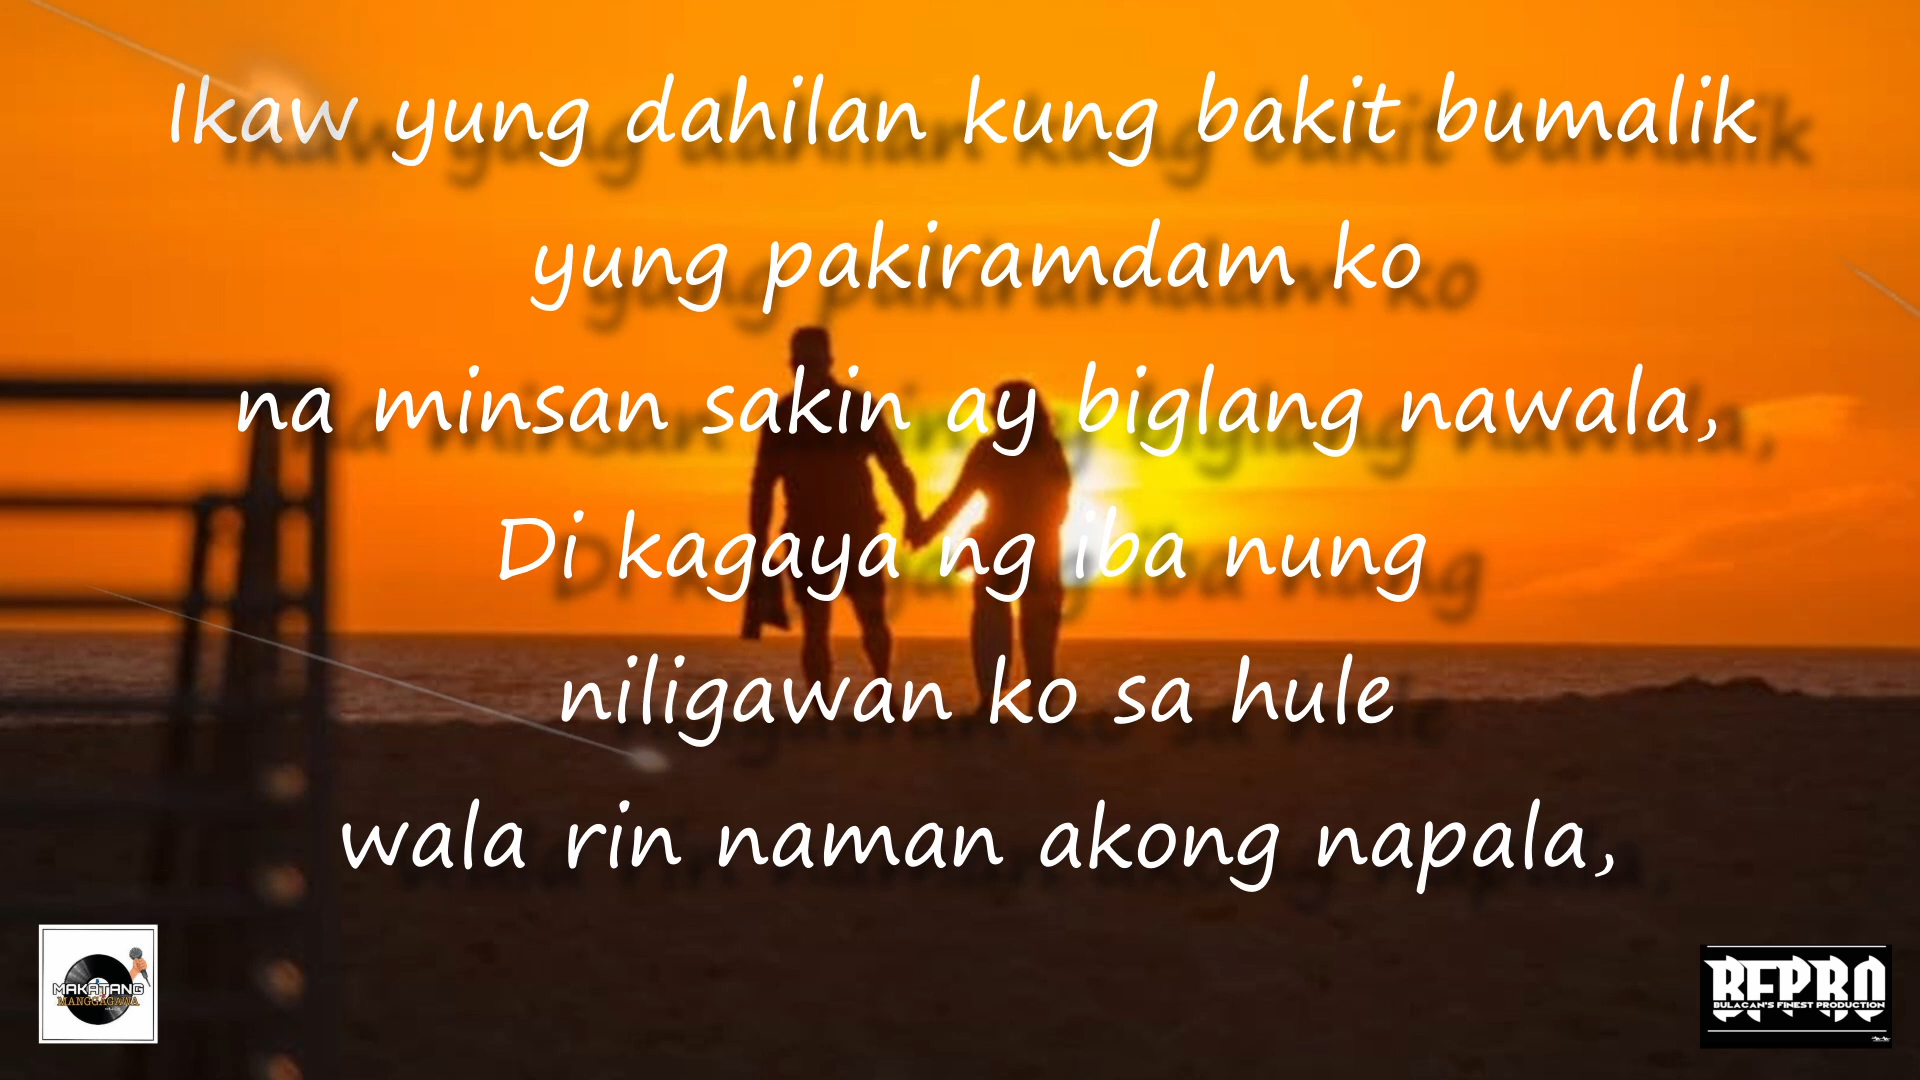 Ikaw yung dahilan kung bakit bumalik
yung pakiramdam ko
na minsan sakin ay biglang nawala,
Di kagaya ng iba nung
niligawan ko sa hule
wala rin naman akong napala,
MAKATANG
MANGGAGAWA
BFPRO
BULACAN'S FINEST PRODUCTION